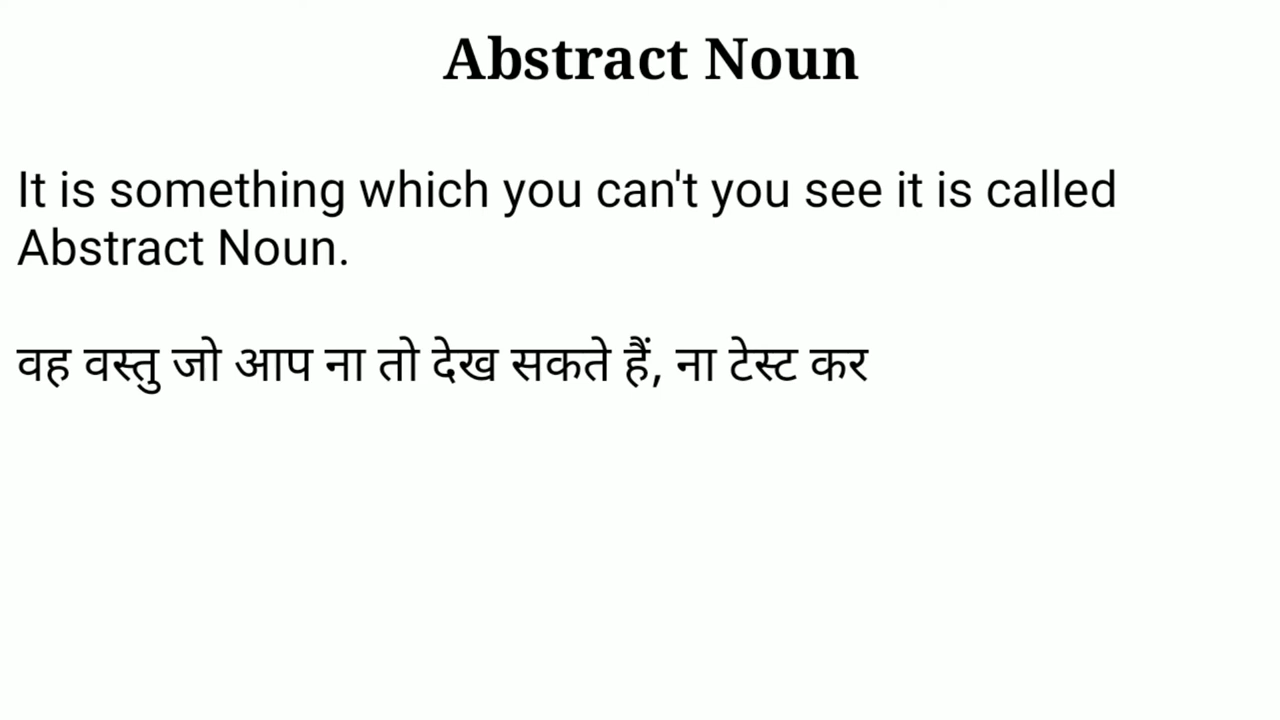 Abstract Noun
It is something which you can't you see it is called
Abstract Noun.
वह वस्तु जो आप ना तो देख सकते हैं, ना टेस्ट कर